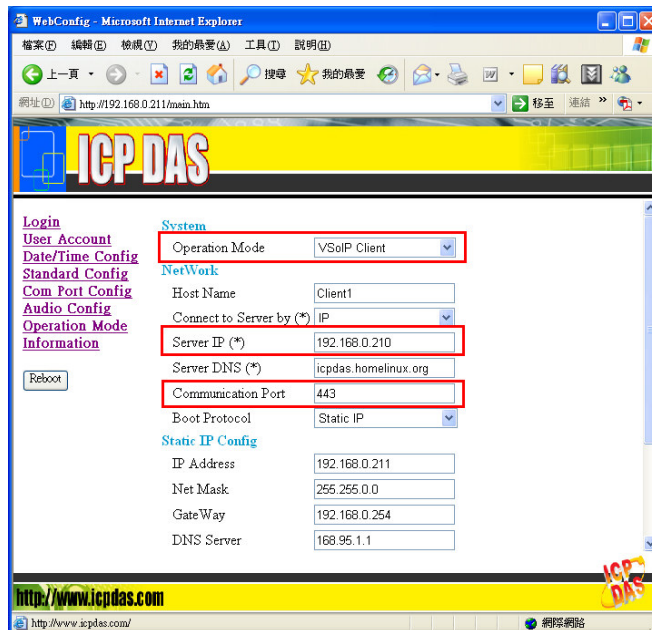 WebConfig - Microsoft Internet Explorer
檔案(F) 編輯(E) 檢視(V) 我的最愛(A) 工具(T) 說明(H)
上一頁 搜尋 我的最愛
網址(D) http://192.168.0.211/main.htm 移至 連結 »
ICP DAS
Login
User Account
Date/Time Config
Standard Config
Com Port Config
Audio Config
Operation Mode
Information
Reboot
System
Operation Mode VSoIP Client
NetWork
Host Name Client1
Connect to Server by (*) IP
Server IP (*) 192.168.0.210
Server DNS (*) icpdas.homelinux.org
Communication Port 443
Boot Protocol Static IP
Static IP Config
IP Address 192.168.0.211
Net Mask 255.255.0.0
GateWay 192.168.0.254
DNS Server 168.95.1.1
http://www.icpdas.com
ICP DAS
http://www.icpdas.com/ 網際網路